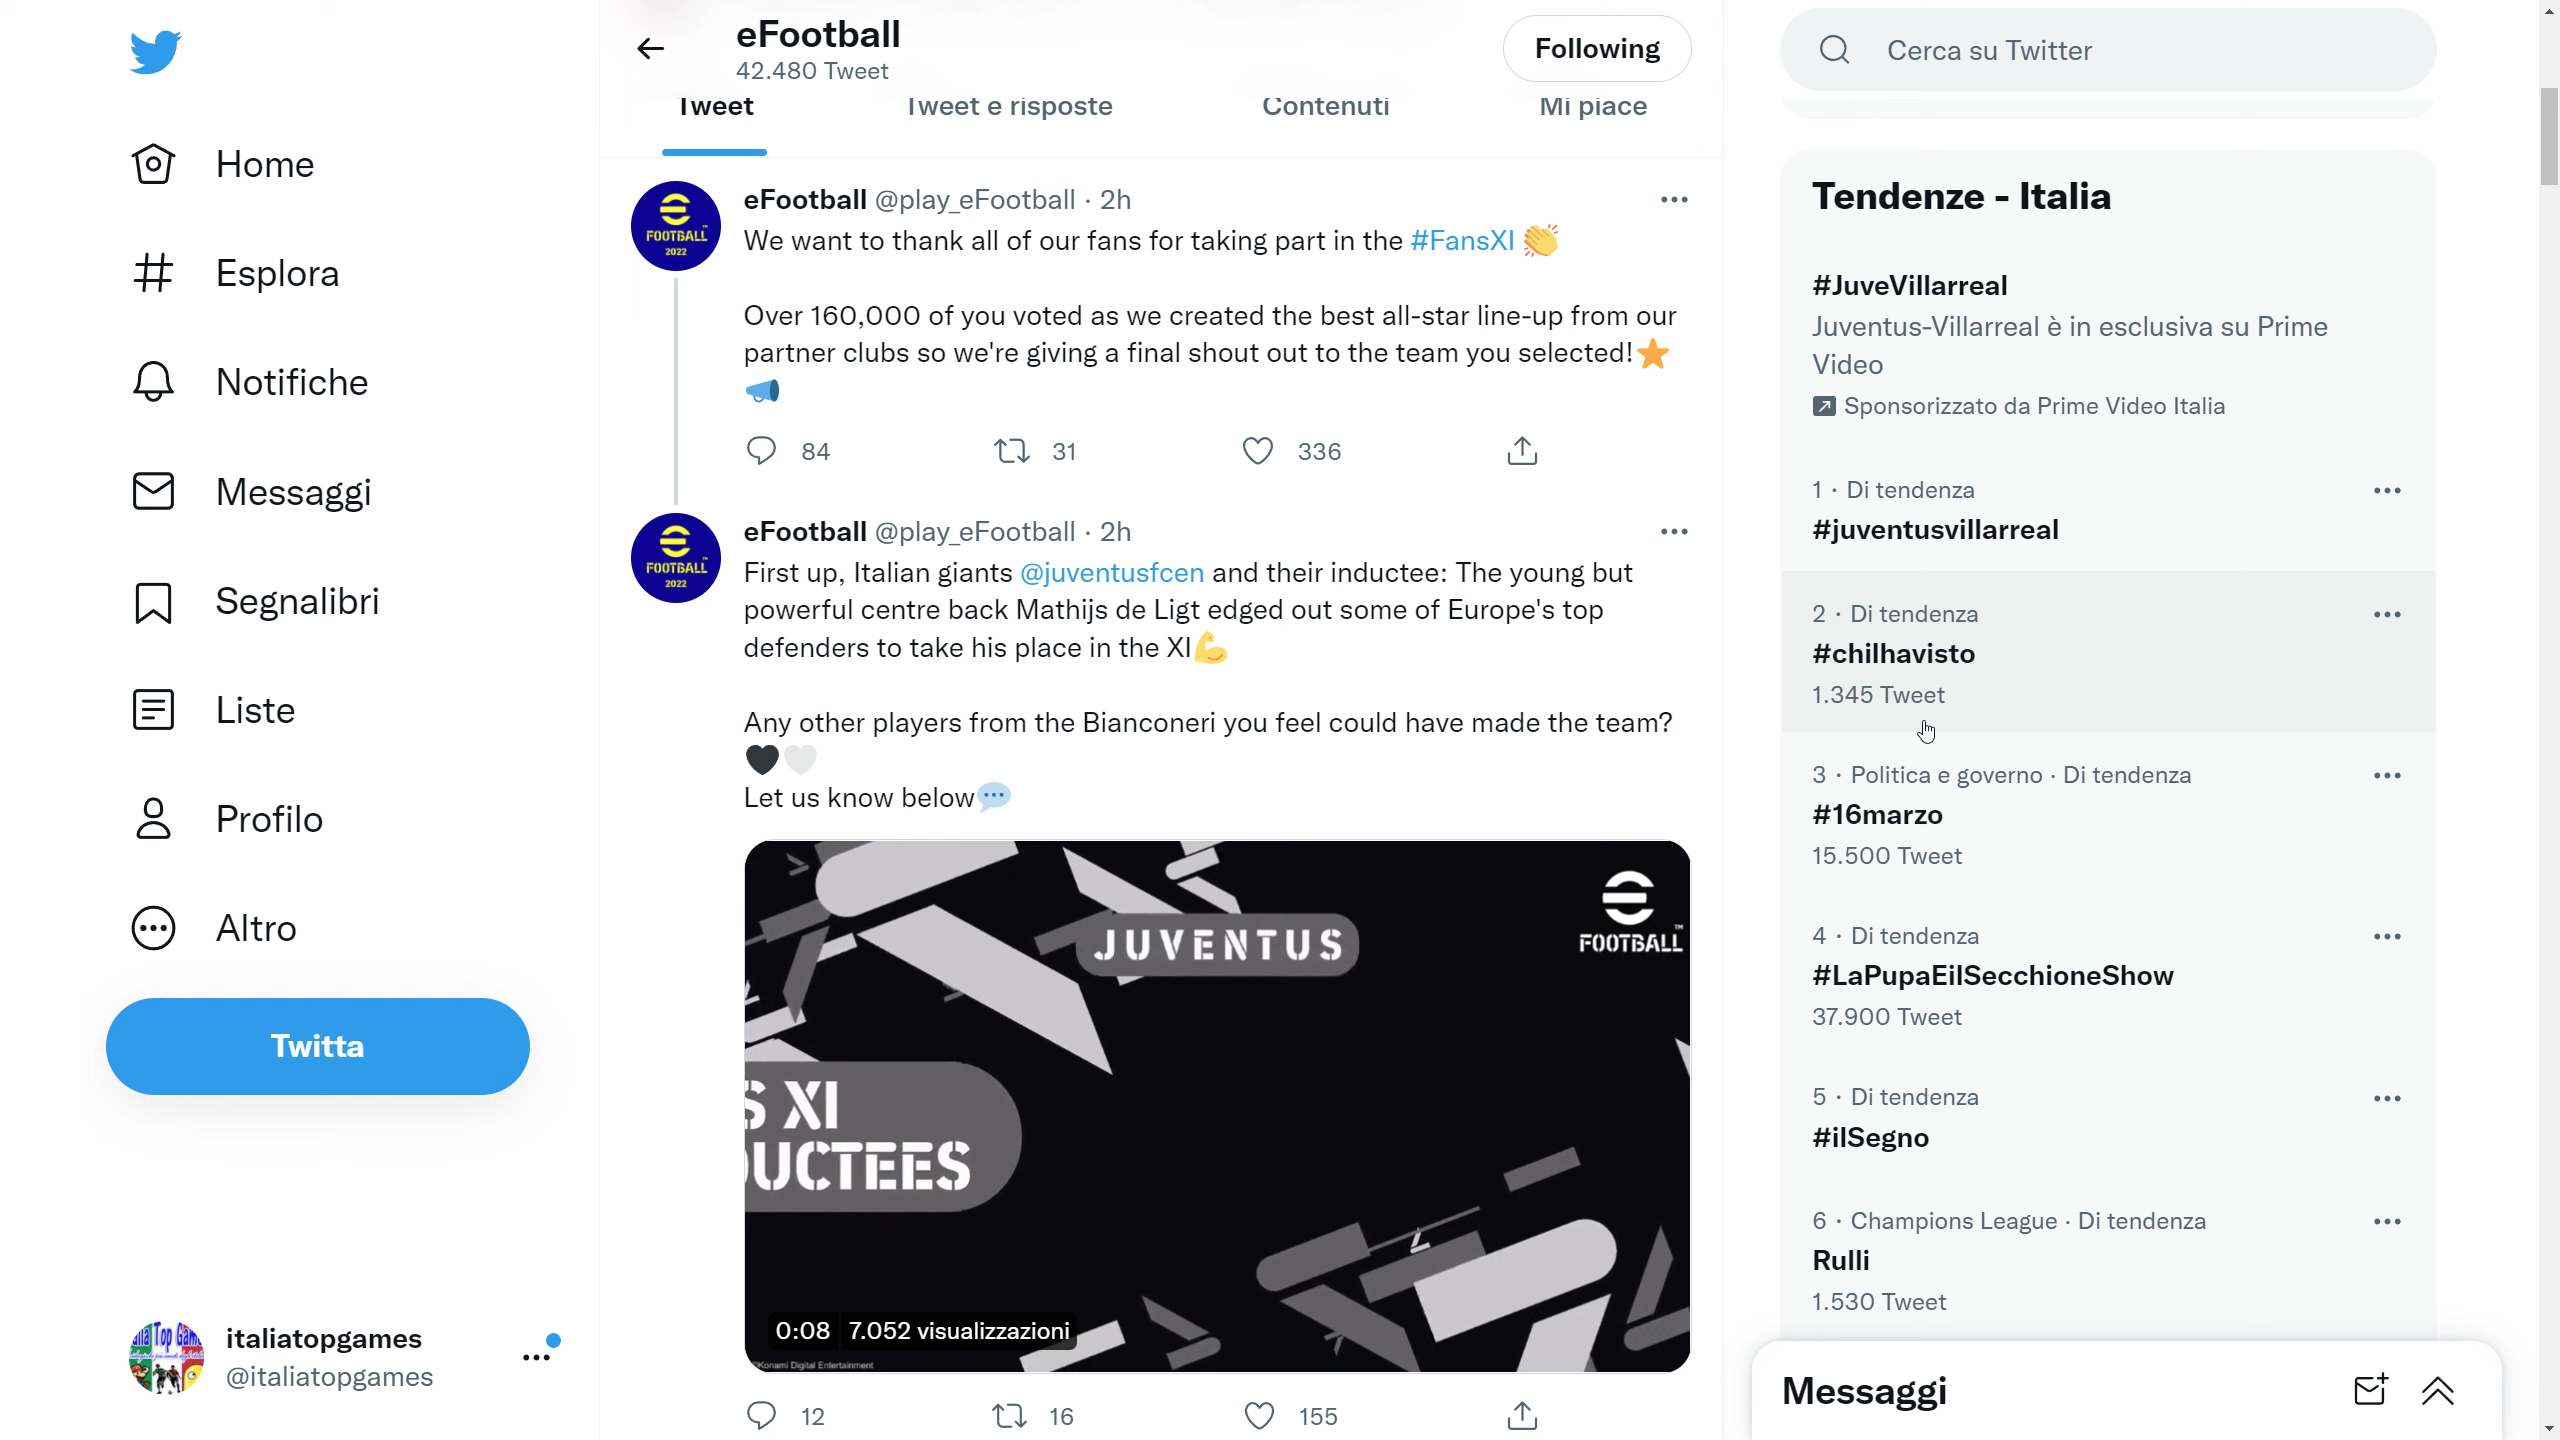 Home
Esplora
Notifiche
Messaggi
Segnalibri
Liste
Profilo
Altro
Twitta
italiatopgames
@italiatopgames
eFootball
42.480 Tweet
Following
Tweet
Tweet e risposte
Contenuti
Mi piace
FOOTBALL™
2022
eFootball @play_eFootball · 2h
We want to thank all of our fans for taking part in the #FansXI 👏
Over 160,000 of you voted as we created the best all-star line-up from our
partner clubs so we're giving a final shout out to the team you selected!⭐
📣
84
31
336
FOOTBALL™
2022
eFootball @play_eFootball · 2h
First up, Italian giants @juventusfcen and their inductee: The young but
powerful centre back Mathijs de Ligt edged out some of Europe's top
defenders to take his place in the XI💪
Any other players from the Bianconeri you feel could have made the team?
🖤🤍
Let us know below💬
JUVENTUS
FOOTBALL™
S XI
UCTEES
0:08 7.052 visualizzazioni
©Konami Digital Entertainment
12
16
155
Cerca su Twitter
Tendenze - Italia
#JuveVillarreal
Juventus-Villarreal è in esclusiva su Prime
Video
Sponsorizzato da Prime Video Italia
1 · Di tendenza
#juventusvillarreal
2 · Di tendenza
#chilhavisto
1.345 Tweet
3 · Politica e governo · Di tendenza
#16marzo
15.500 Tweet
4 · Di tendenza
#LaPupaEilSecchioneShow
37.900 Tweet
5 · Di tendenza
#ilSegno
6 · Champions League · Di tendenza
Rulli
1.530 Tweet
Messaggi